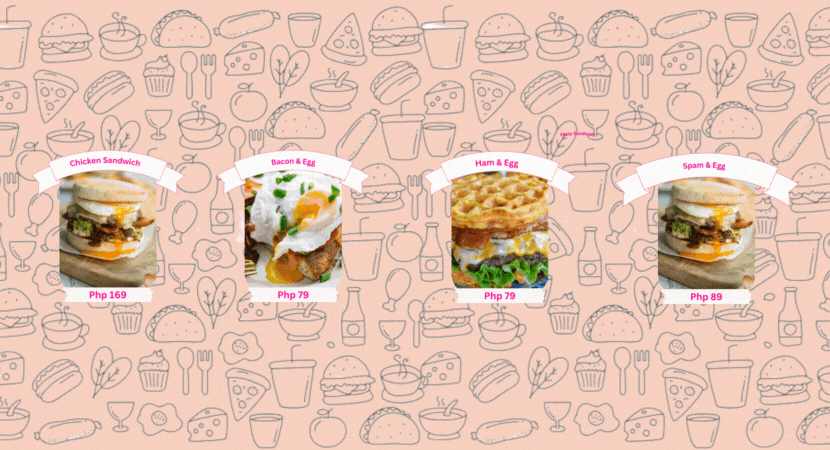 Chicken Sandwich
Bacon & Egg
Ham & Egg
Spam & Egg
Php 169
Php 79
Php 79
Php 89